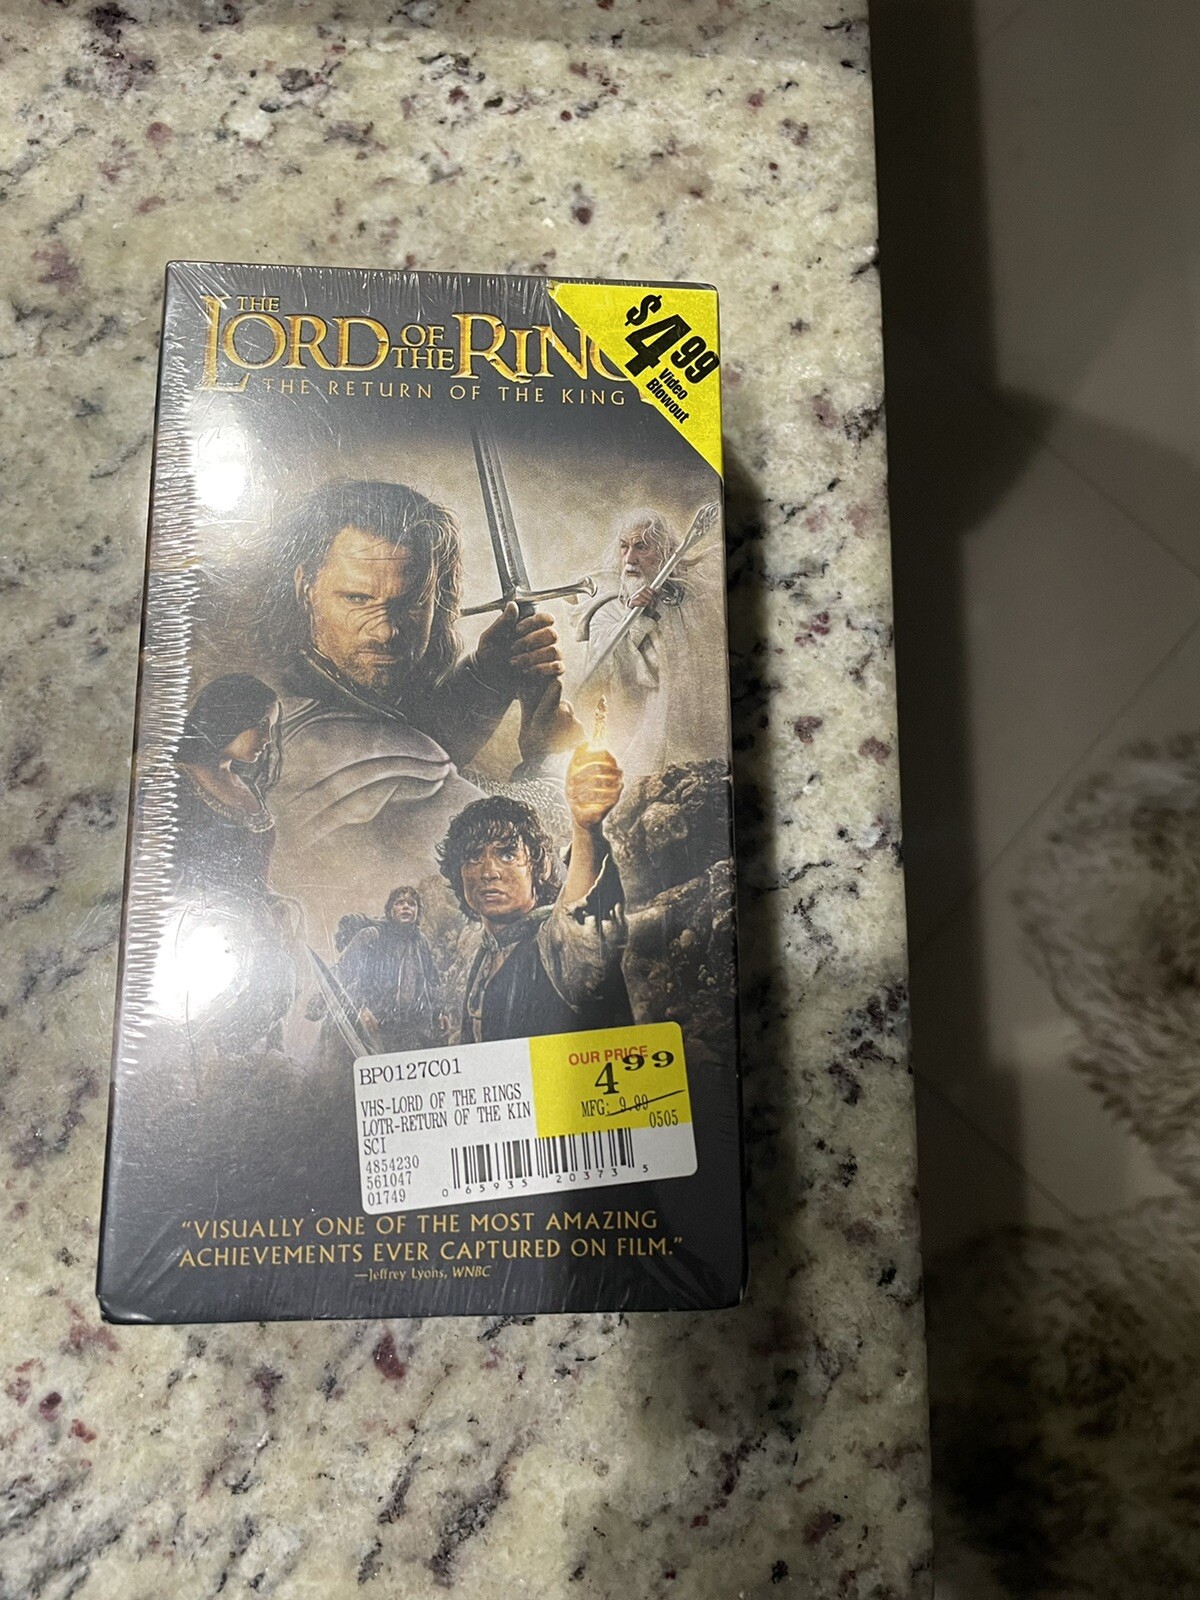 THE
LORD OF THE RING
THE RETURN OF THE KING
$4.99
Video
Blowout
BP0127C01
VHS-LORD OF THE RINGS
LOTR-RETURN OF THE KIN
SCI
4854230
561047
01749
OUR PRICE
4.99
MFG: 9.99
0505
0 65935 20373 5
"VISUALLY ONE OF THE MOST AMAZING
ACHIEVEMENTS EVER CAPTURED ON FILM."
—Jeffrey Lyons, WNBC